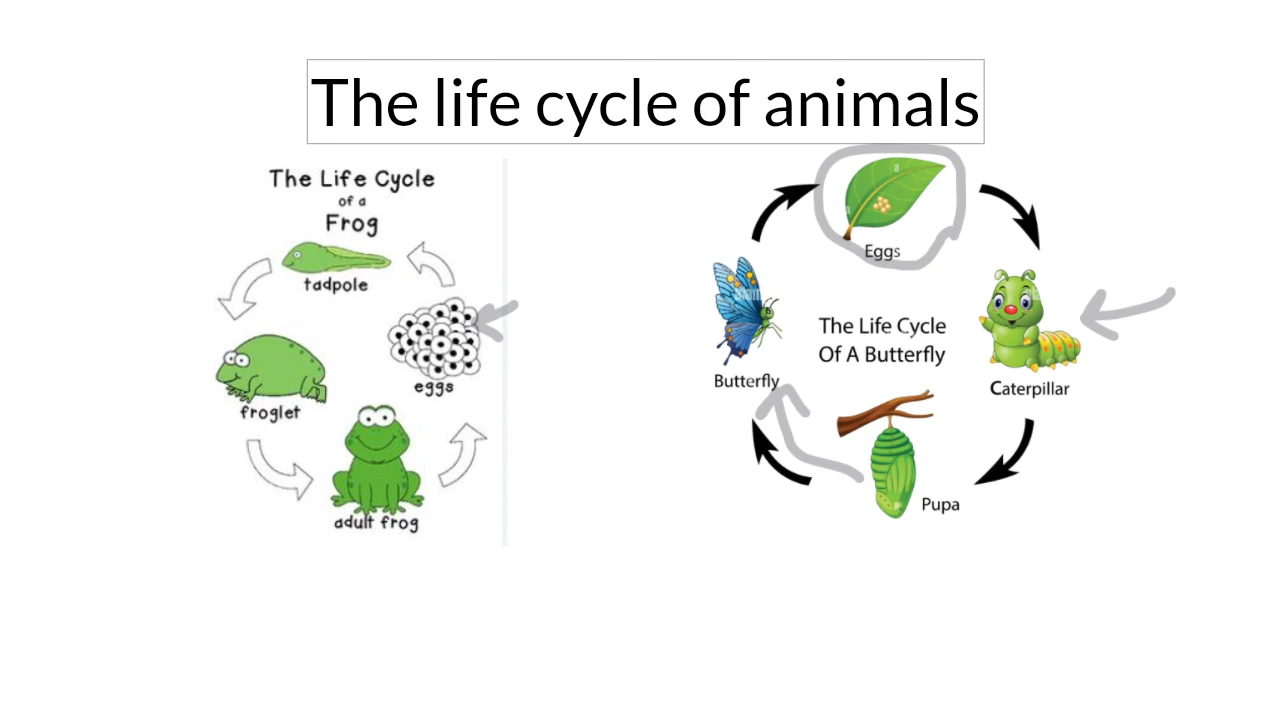 The life cycle of animals
The Life Cycle
of a
Frog
tadpole
eggs
froglet
adult frog
Eggs
The Life Cycle
Of A Butterfly
Butterfly
Caterpillar
Pupa